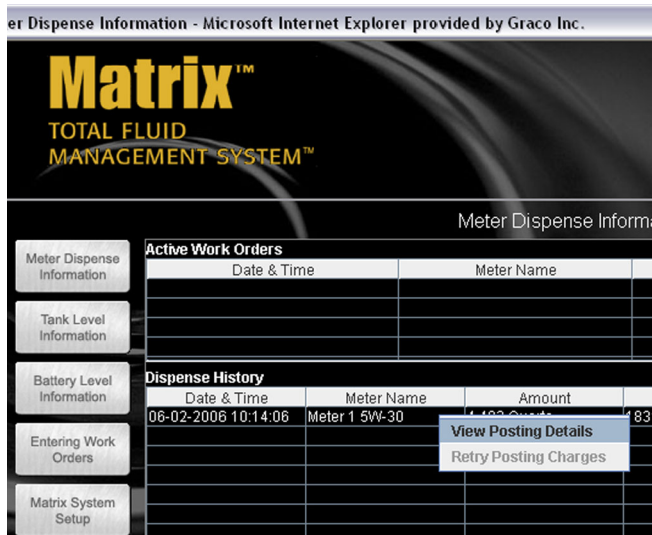 er Dispense Information - Microsoft Internet Explorer provided by Graco Inc.
Matrix™
TOTAL FLUID
MANAGEMENT SYSTEM™
Meter Dispense
Meter Dispense
Information
Tank Level
Information
Battery Level
Information
Entering Work
Orders
Matrix System
Setup
Active Work Orders
Date & Time Meter Name
Dispense History
Date & Time Meter Name Amount
06-02-2006 10:14:06 Meter 1 5W-30
View Posting Details
Retry Posting Charges